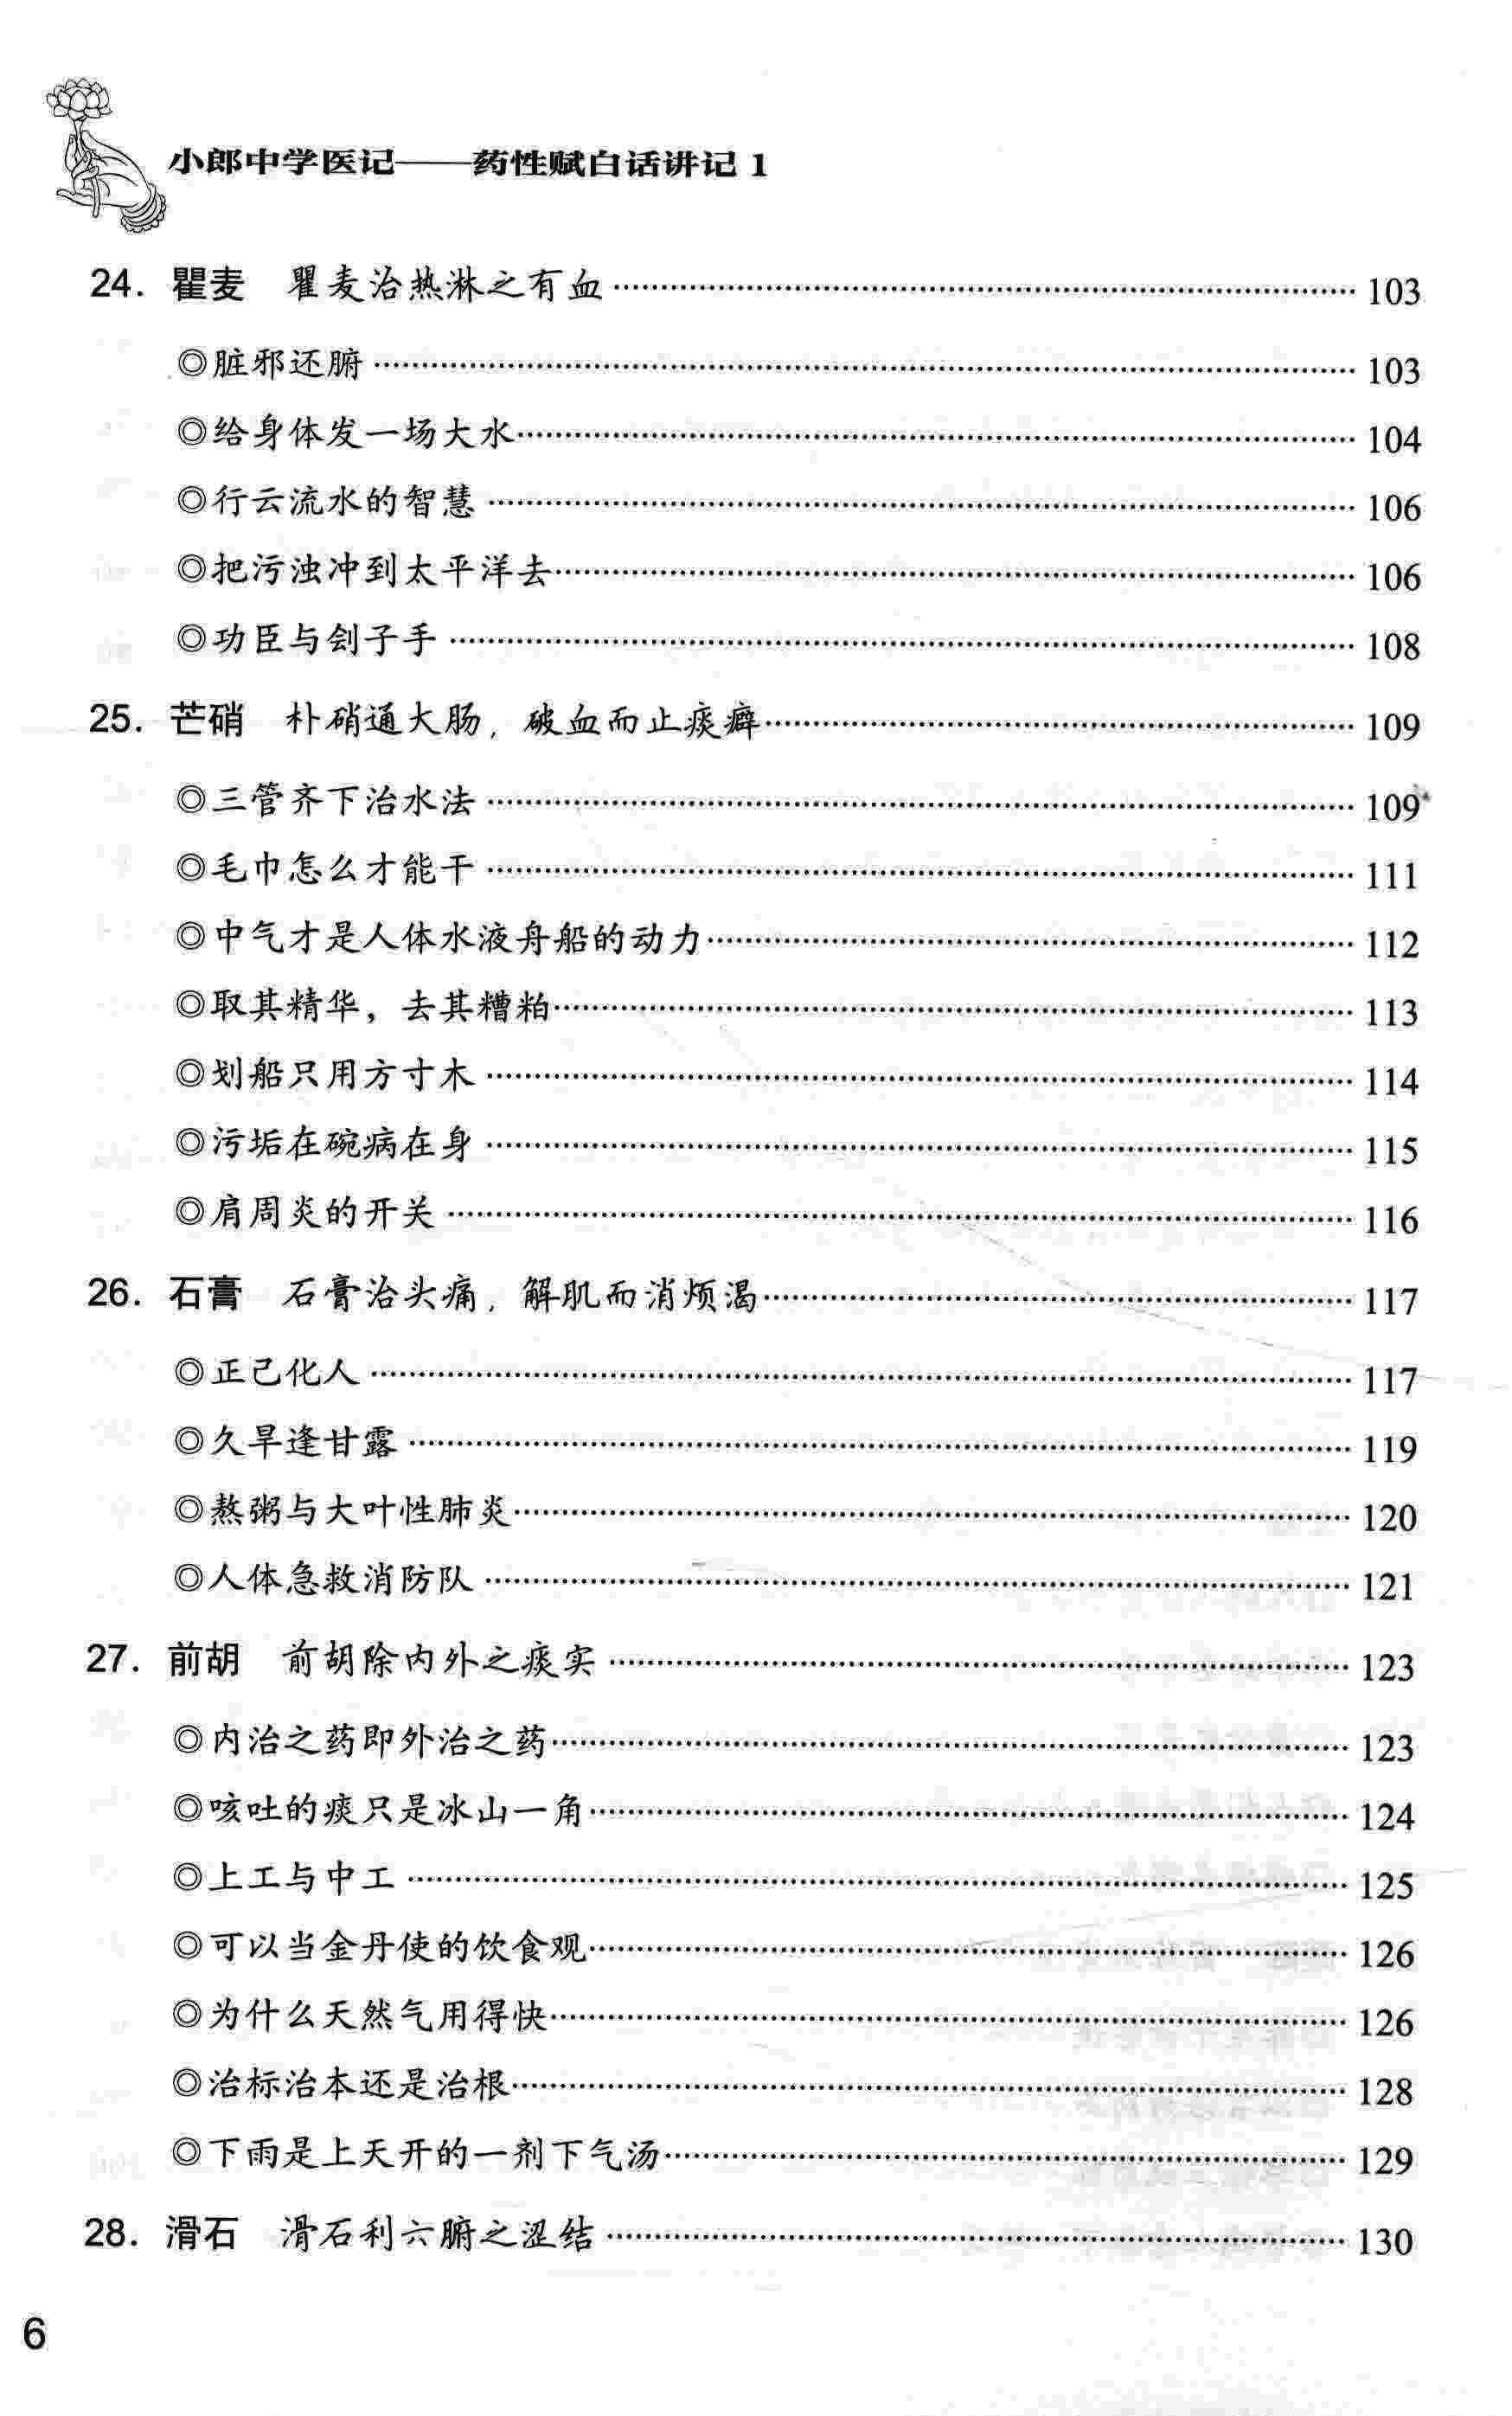 小郎中学医记——药性赋白话讲记 1
24. 瞿麦 瞿麦治热淋之有血 103
◎脏邪还腑 103
◎给身体发一场大水 104
◎行云流水的智慧 106
◎把污浊冲到太平洋去 106
◎功臣与刽子手 108
25. 芒硝 朴硝通大肠，破血而止痰癖 109
◎三管齐下治水法 109
◎毛巾怎么才能干 111
◎中气才是人体水液舟船的动力 112
◎取其精华，去其糟粕 113
◎划船只用方寸木 114
◎污垢在碗病在身 115
◎肩周炎的开关 116
26. 石膏 石膏治头痛，解肌而消烦渴 117
◎正己化人 117
◎久旱逢甘露 119
◎熬粥与大叶性肺炎 120
◎人体急救消防队 121
27. 前胡 前胡除内外之痰实 123
◎内治之药即外治之药 123
◎咳吐的痰只是冰山一角 124
◎上工与中工 125
◎可以当金丹使的饮食观 126
◎为什么天然气用得快 126
◎治标治本还是治根 128
◎下雨是上天开的一剂下气汤 129
28. 滑石 滑石利六腑之涩结 130
6